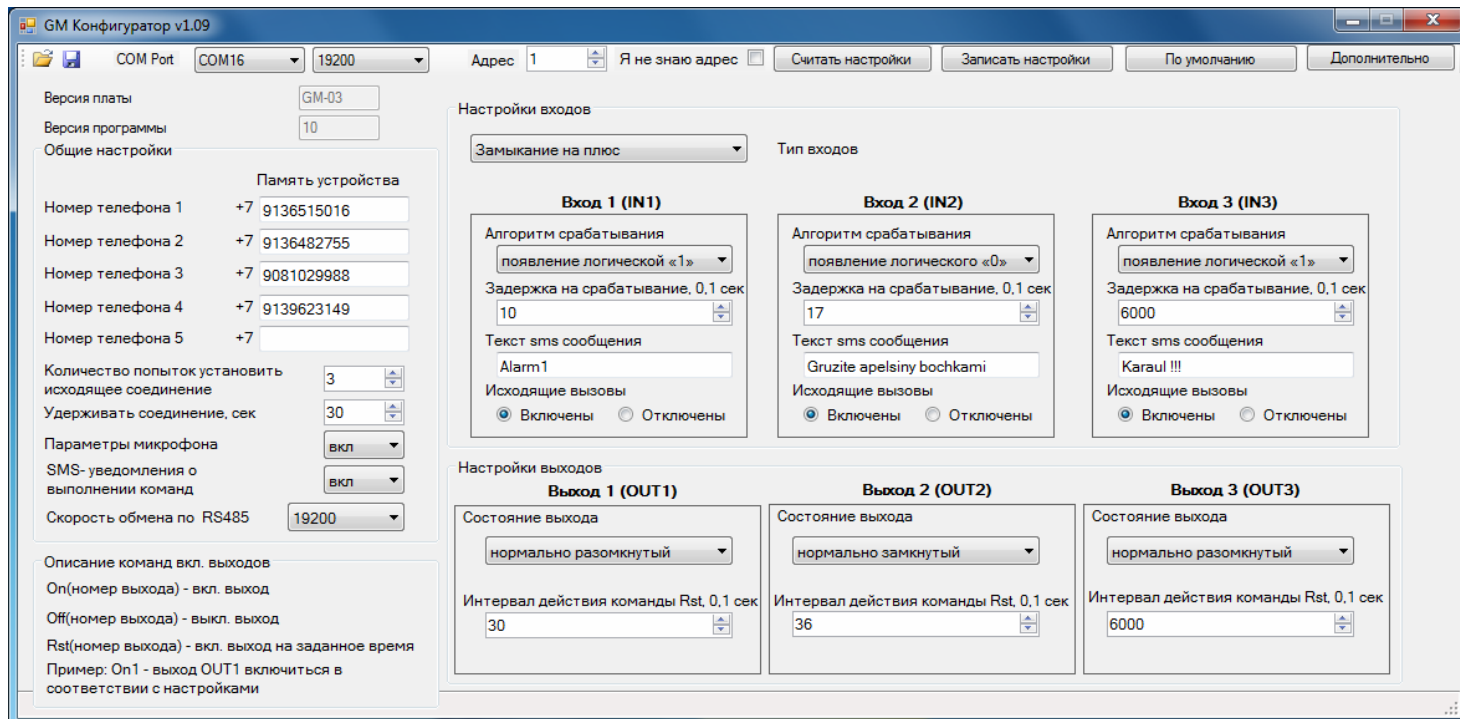 GM Конфигуратор v1.09
COM Port COM16 19200 Адрес 1 Я не знаю адрес Считать настройки Записать настройки По умолчанию Дополнительно
Версия платы GM-03
Версия программы 10
Общие настройки
Память устройства
Номер телефона 1 +7 9136515016
Номер телефона 2 +7 9136482755
Номер телефона 3 +7 9081029988
Номер телефона 4 +7 9139623149
Номер телефона 5 +7
Количество попыток установить
исходящее соединение 3
Удерживать соединение, сек 30
Параметры микрофона вкл
SMS- уведомления о
выполнении команд вкл
Скорость обмена по RS485 19200
Описание команд вкл. выходов
On(номер выхода) - вкл. выход
Off(номер выхода) - выкл. выход
Rst(номер выхода) - вкл. выход на заданное время
Пример: On1 - выход OUT1 включиться в
соответствии с настройками
Настройки входов
Замыкание на плюс Тип входов
Вход 1 (IN1)
Алгоритм срабатывания
появление логической «1»
Задержка на срабатывание, 0,1 сек
10
Текст sms сообщения
Alarm1
Исходящие вызовы
Включены Отключены
Вход 2 (IN2)
Алгоритм срабатывания
появление логического «0»
Задержка на срабатывание, 0,1 сек
17
Текст sms сообщения
Gruzite apelsiny bochkami
Исходящие вызовы
Включены Отключены
Вход 3 (IN3)
Алгоритм срабатывания
появление логической «1»
Задержка на срабатывание, 0,1 сек
6000
Текст sms сообщения
Karaul !!!
Исходящие вызовы
Включены Отключены
Настройки выходов
Выход 1 (OUT1)
Состояние выхода
нормально разомкнутый
Интервал действия команды Rst, 0,1 сек
30
Выход 2 (OUT2)
Состояние выхода
нормально замкнутый
Интервал действия команды Rst, 0,1 сек
36
Выход 3 (OUT3)
Состояние выхода
нормально разомкнутый
Интервал действия команды Rst, 0,1 сек
6000